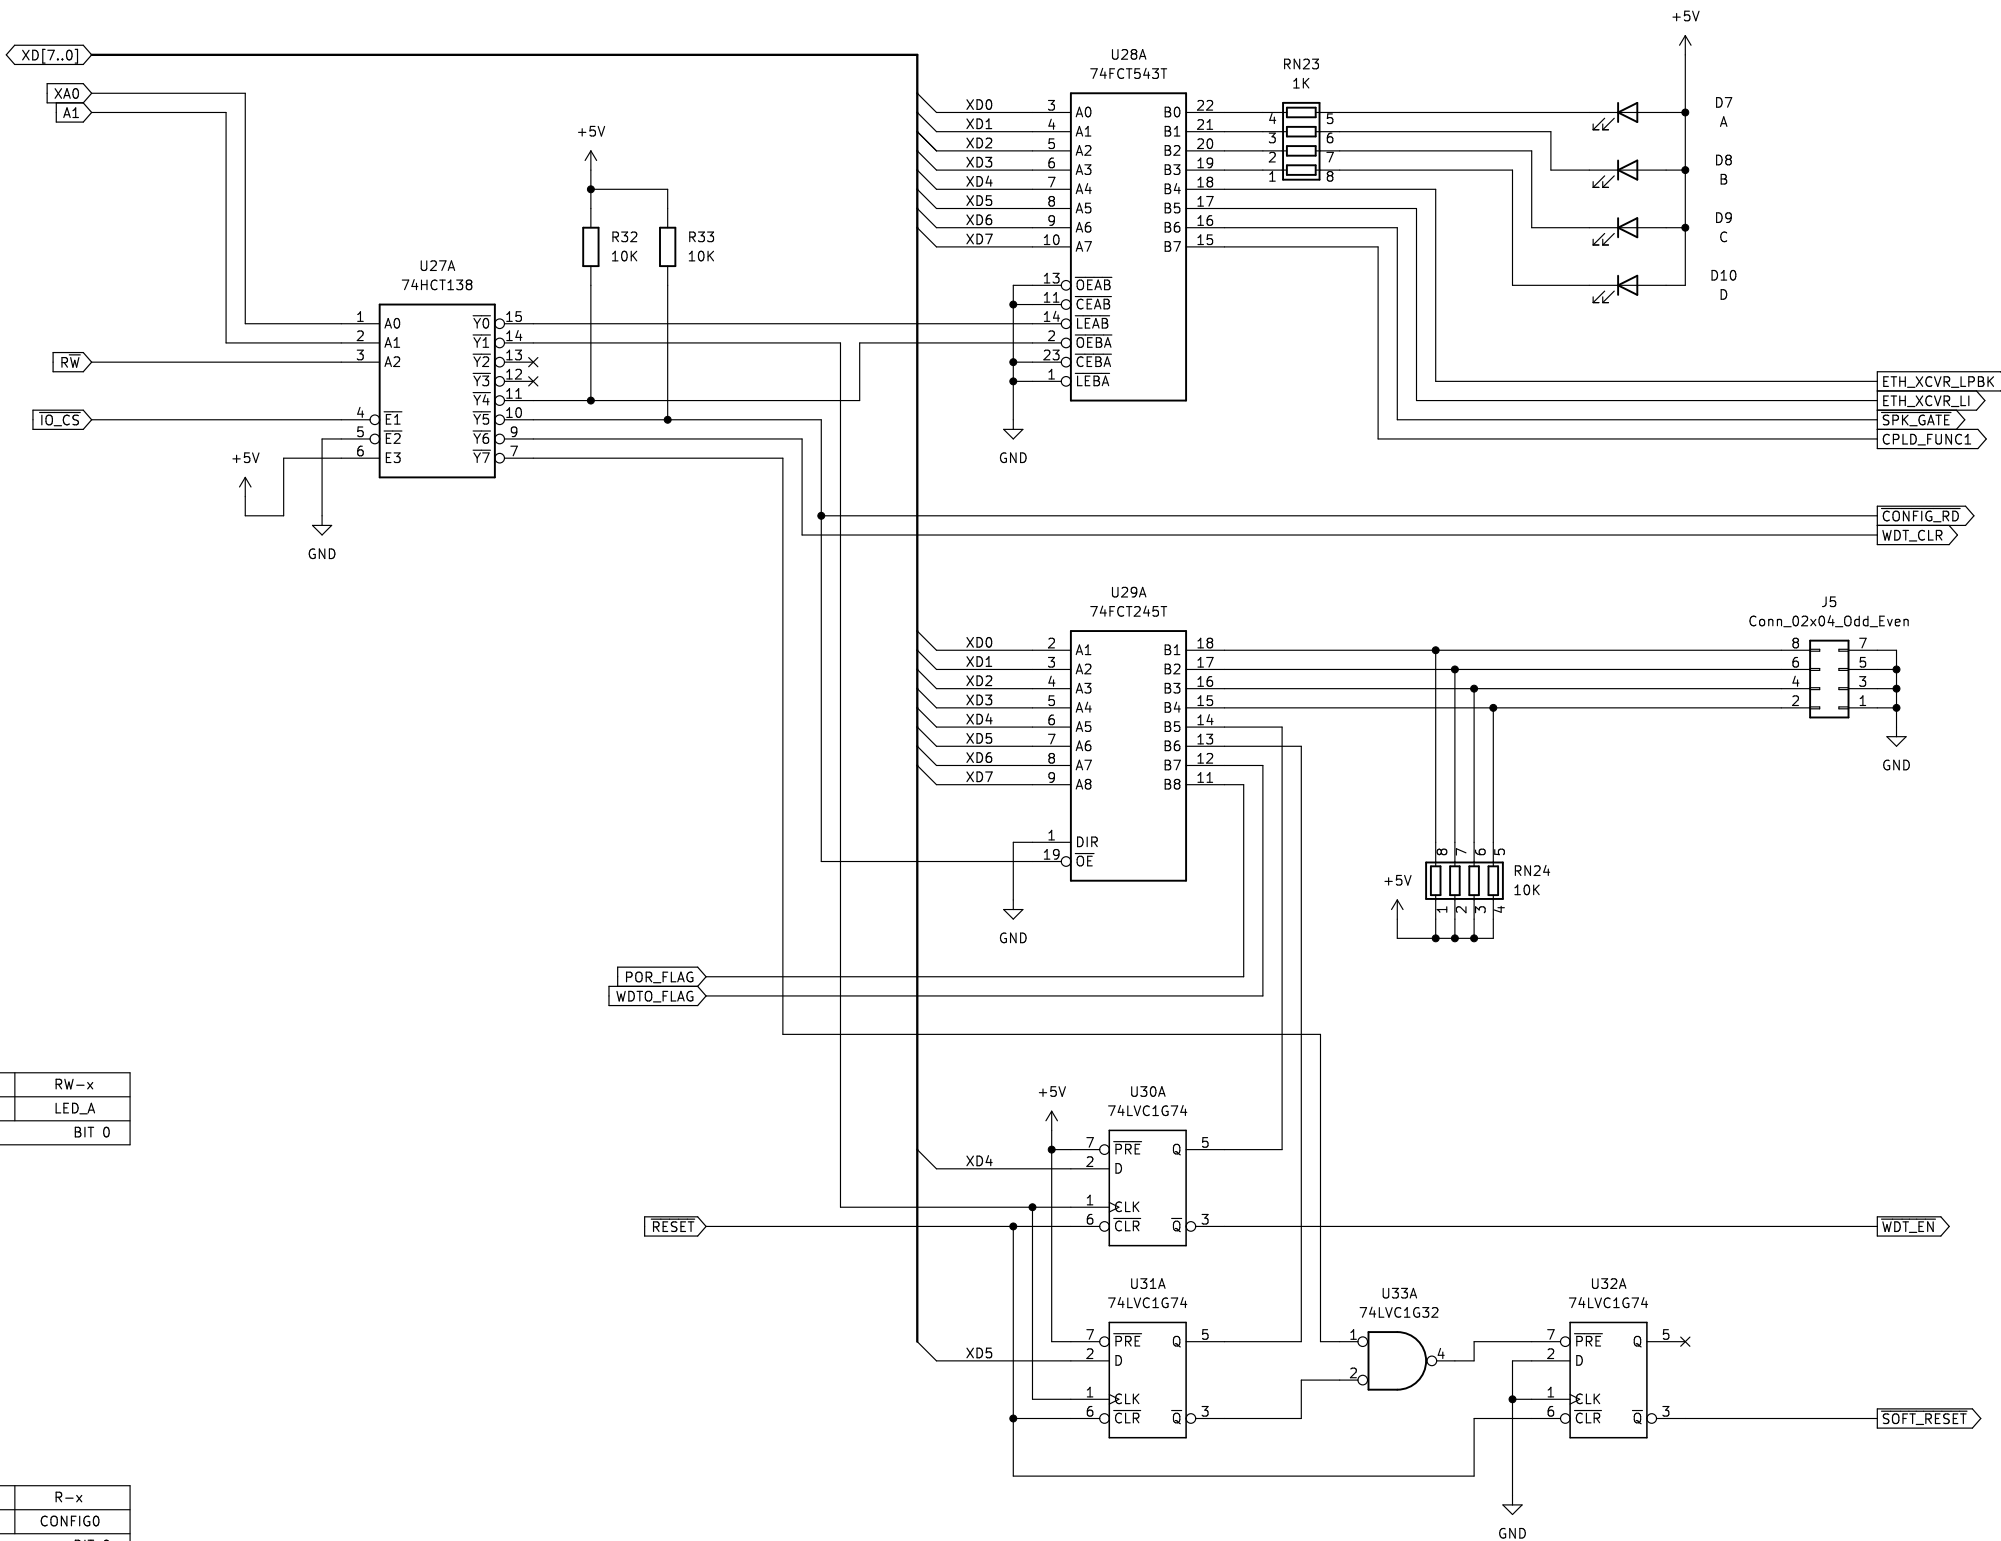 +5V
XD[7..0]
XA0
A1
U28A
74FCT543T
RN23
1K
XD0 3 A0 B0 22
XD1 4 A1 B1 21
XD2 5 A2 B2 20
XD3 6 A3 B3 19
XD4 7 A4 B4 18
XD5 8 A5 B5 17
XD6 9 A6 B6 16
XD7 10 A7 B7 15
13 OEAB
11 CEAB
14 LEAB
2 OEBA
23 CEBA
1 LEBA
GND
4 5
3 6
2 7
1 8
D7
A
D8
B
D9
C
D10
D
+5V
R32
10K
R33
10K
U27A
74HCT138
1 A0 Y0 15
2 A1 Y1 14
3 A2 Y2 13
Y3 12
Y4 11
4 E1 Y5 10
5 E2 Y6 9
6 E3 Y7 7
RW
IO_CS
+5V
GND
ETH_XCVR_LPBK
ETH_XCVR_LI
SPK_GATE
CPLD_FUNC1
CONFIG_RD
WDT_CLR
U29A
74FCT245T
XD0 2 A1 B1 18
XD1 3 A2 B2 17
XD2 4 A3 B3 16
XD3 5 A4 B4 15
XD4 6 A5 B5 14
XD5 7 A6 B6 13
XD6 8 A7 B7 12
XD7 9 A8 B8 11
1 DIR
19 OE
GND
J5
Conn_02x04_Odd_Even
8 7
6 5
4 3
2 1
GND
8 7 6 5
RN24
10K
+5V
1 2 3 4
POR_FLAG
WDTO_FLAG
RW-x
LED_A
BIT 0
+5V
U30A
74LVC1G74
7 PRE Q 5
XD4 2 D
1 CLK
6 CLR Q 3
RESET
WDT_EN
U31A
74LVC1G74
7 PRE Q 5
XD5 2 D
1 CLK
6 CLR Q 3
U33A
74LVC1G32
1
2
4
U32A
74LVC1G74
7 PRE Q 5
2 D
1 CLK
6 CLR Q 3
SOFT_RESET
GND
R-x
CONFIG0